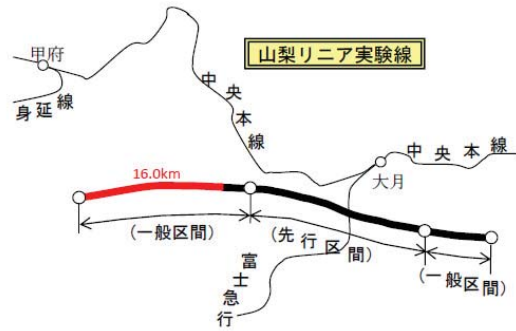 山梨リニア実験線
甲府
身延線
中央本線
中央本線
大月
16.0km
(一般区間)
(先行区間)
(一般区間)
富士急行